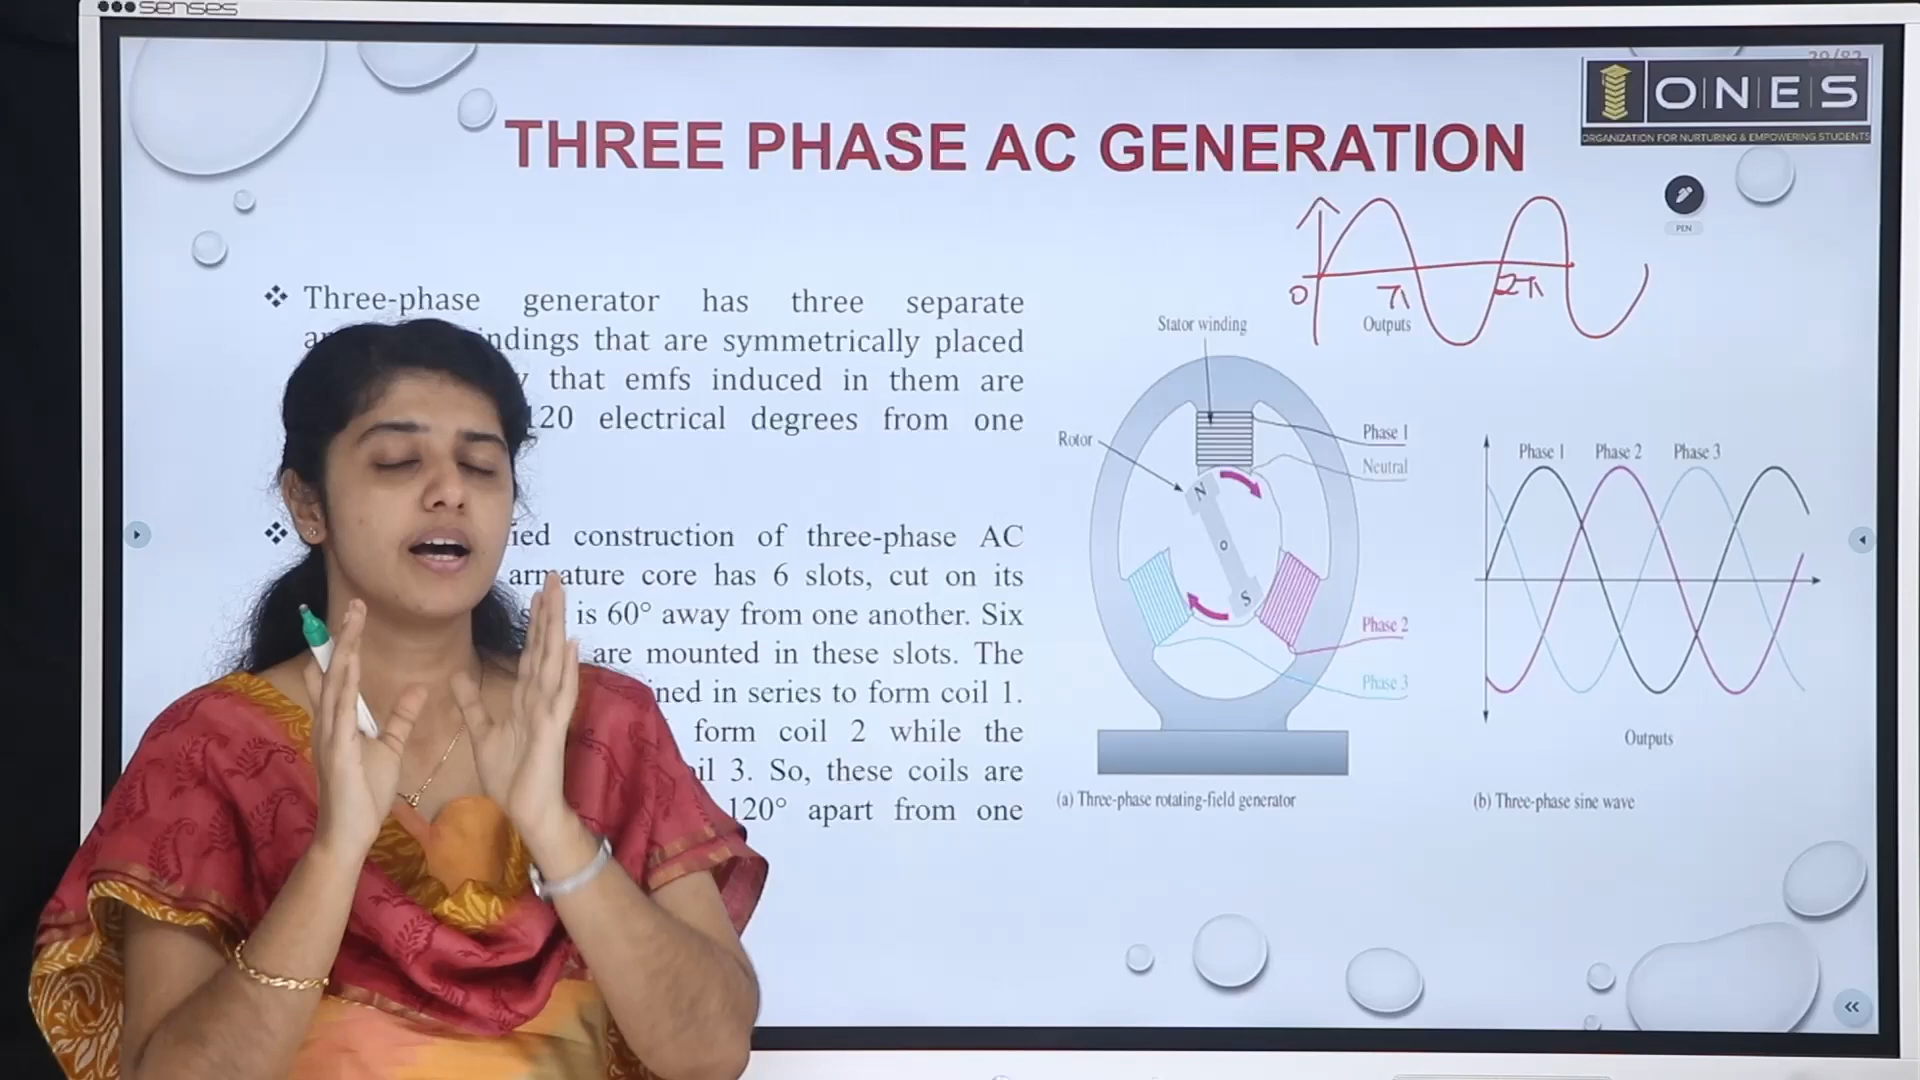 senses
29/82
ONES
ORGANIZATION FOR NURTURING & EMPOWERING STUDENTS
THREE PHASE AC GENERATION
PEN
0 π 2π
❖ Three-phase generator has three separate
ndings that are symmetrically placed
that emfs induced in them are
120 electrical degrees from one
❖ ied construction of three-phase AC
armature core has 6 slots, cut on its
is 60° away from one another. Six
are mounted in these slots. The
ned in series to form coil 1.
form coil 2 while the
il 3. So, these coils are
120° apart from one
Stator winding
Outputs
Rotor
Phase 1
Neutral
N
S
Phase 2
Phase 3
(a) Three-phase rotating-field generator
Phase 1 Phase 2 Phase 3
Outputs
(b) Three-phase sine wave